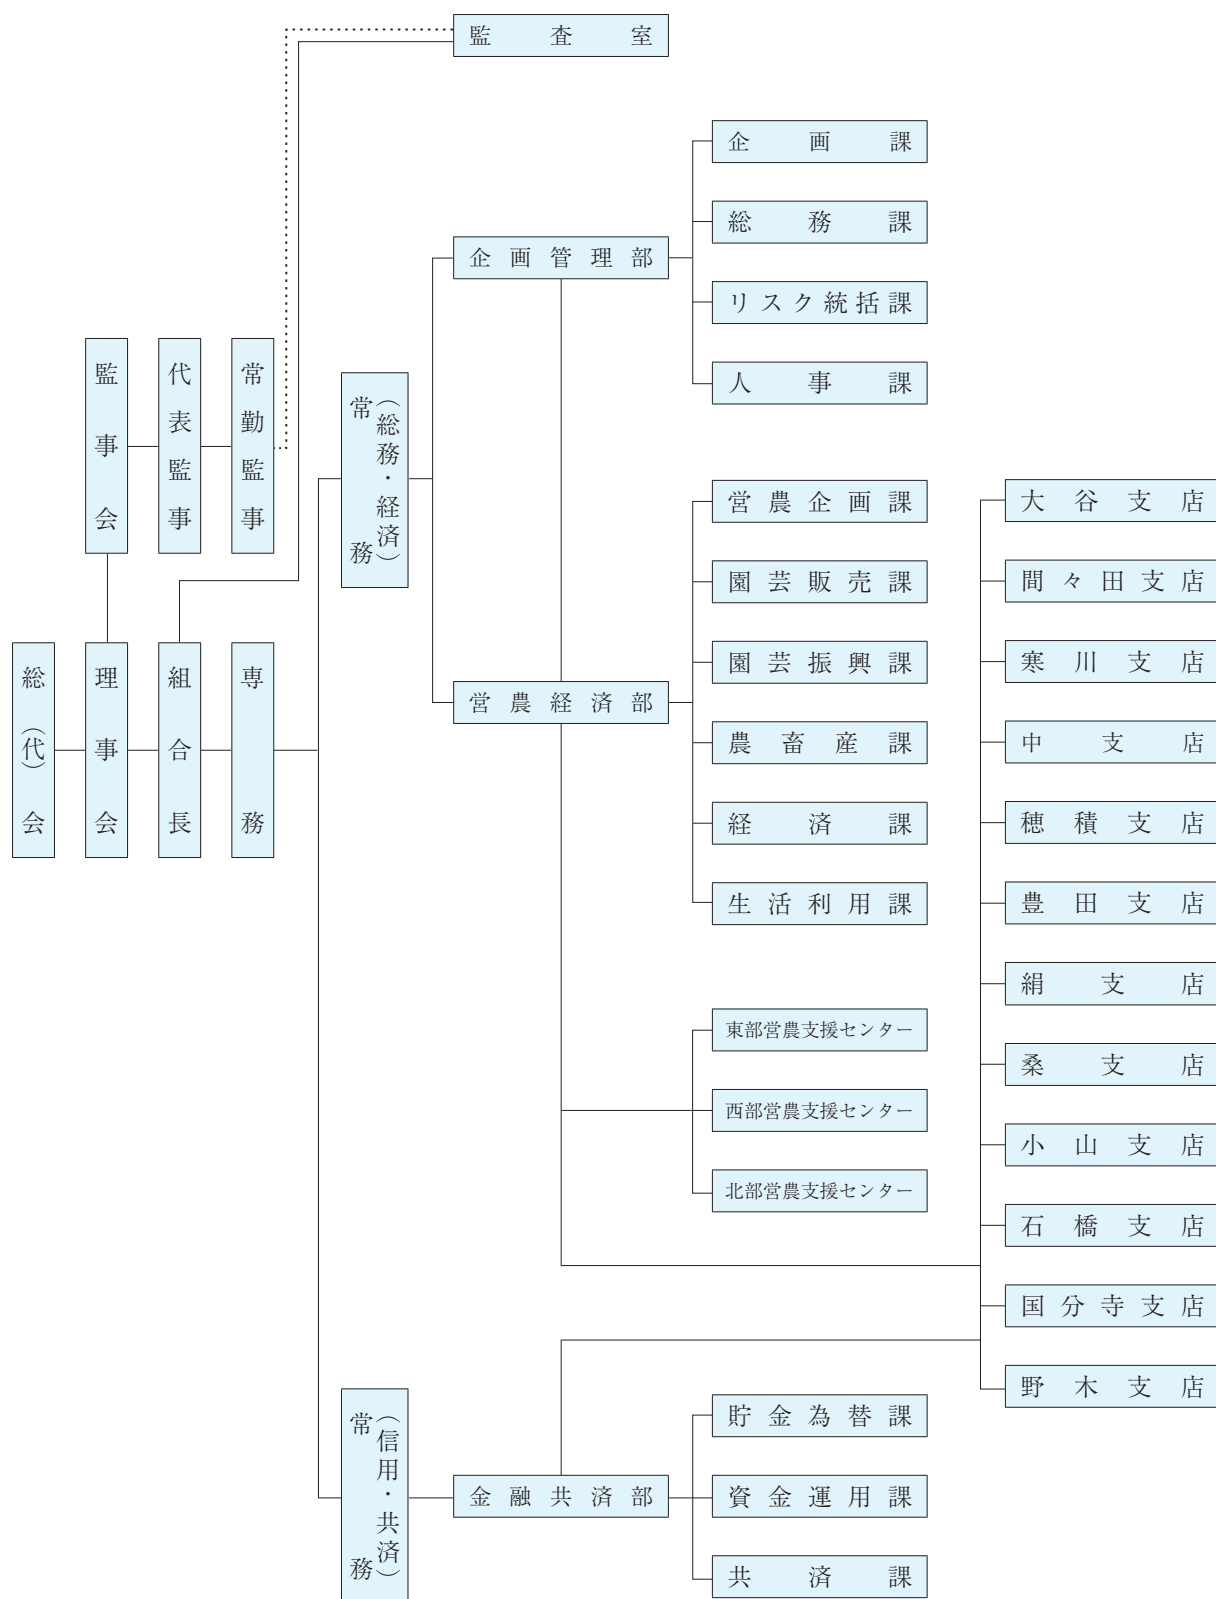 監査室
企画課
総務課
企画管理部
リスク統括課
人事課
監事会
代表監事
常勤監事
常務
（総務・経済）
営農企画課
園芸販売課
園芸振興課
営農経済部
農畜産課
経済課
生活利用課
総（代）会
理事会
組合長
専務
東部営農支援センター
西部営農支援センター
北部営農支援センター
大谷支店
間々田支店
寒川支店
中支店
穂積支店
豊田支店
絹支店
桑支店
小山支店
石橋支店
国分寺支店
野木支店
常務
（信用・共済）
金融共済部
貯金為替課
資金運用課
共済課